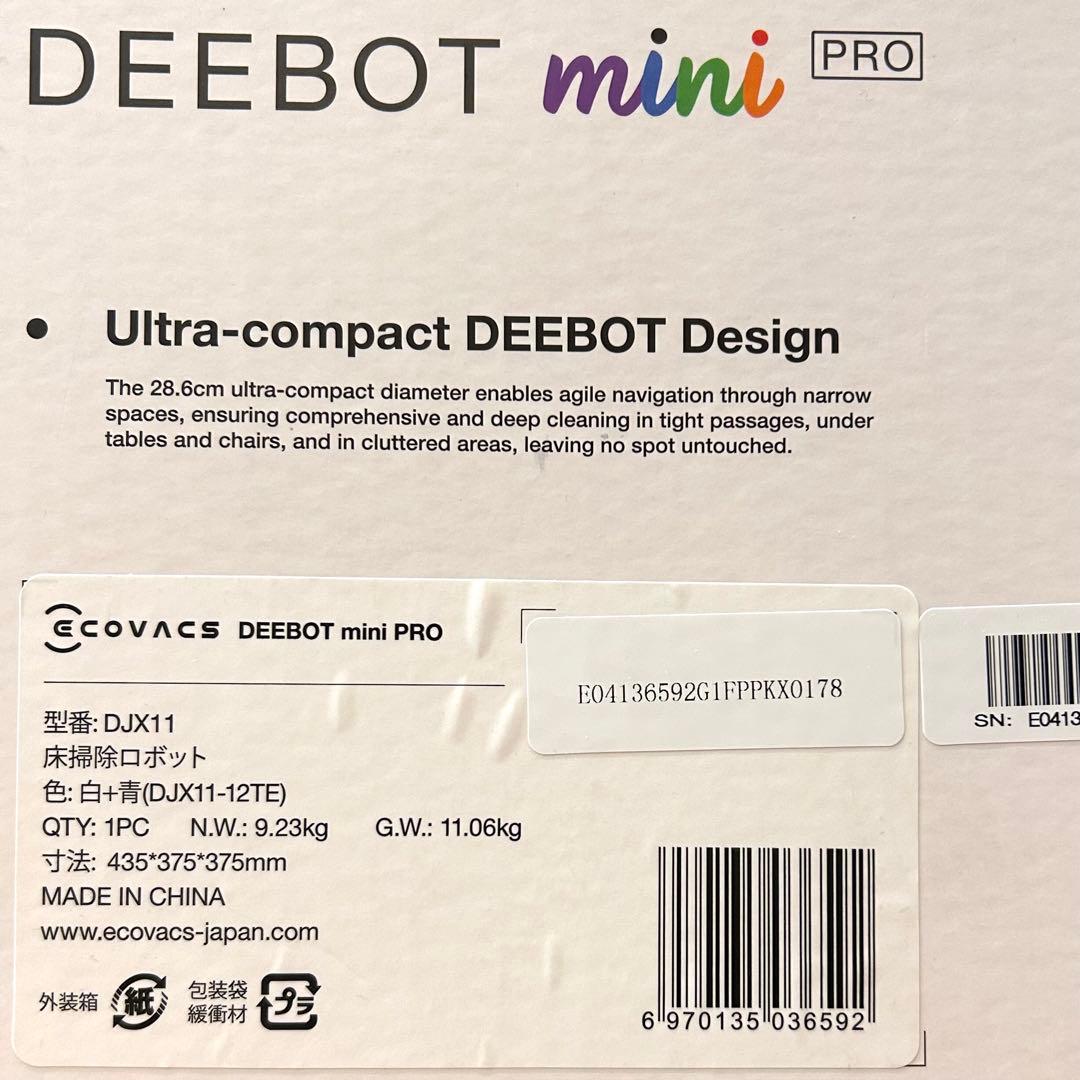 DEEBOT mini PRO
• Ultra-compact DEEBOT Design
The 28.6cm ultra-compact diameter enables agile navigation through narrow
spaces, ensuring comprehensive and deep cleaning in tight passages, under
tables and chairs, and in cluttered areas, leaving no spot untouched.
ECOVACS DEEBOT mini PRO
E04136592G1FPPKX0178
SN: E0413
型番: DJX11
床掃除ロボット
色: 白+青(DJX11-12TE)
QTY: 1PC N.W.: 9.23kg G.W.: 11.06kg
寸法: 435*375*375mm
MADE IN CHINA
www.ecovacs-japan.com
外装箱 紙 包装袋 プラ
緩衝材
6 970135 036592